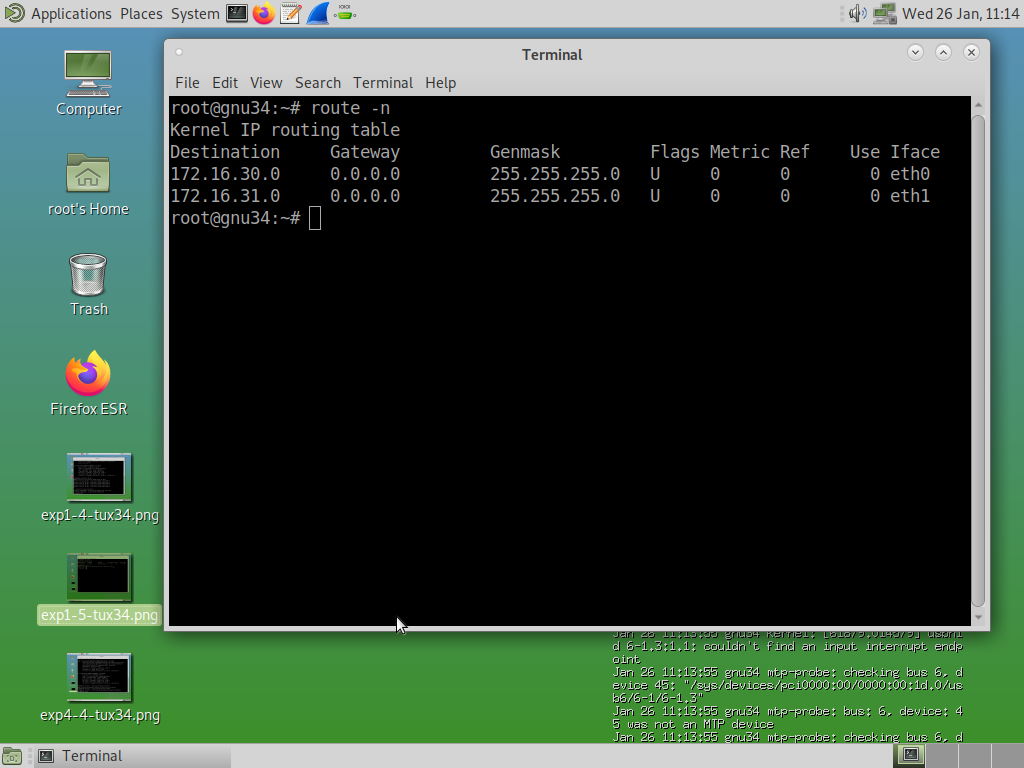 Applications Places System Wed 26 Jan, 11:14
Computer
root's Home
Trash
Firefox ESR
exp1-4-tux34.png
exp1-5-tux34.png
exp4-4-tux34.png
Terminal
File Edit View Search Terminal Help
root@gnu34:~# route -n
Kernel IP routing table
Destination Gateway Genmask Flags Metric Ref Use Iface
172.16.30.0 0.0.0.0 255.255.255.0 U 0 0 0 eth0
172.16.31.0 0.0.0.0 255.255.255.0 U 0 0 0 eth1
root@gnu34:~#
Jan 26 11:13:55 gnu34 kernel: usbhi
d 6-1.3:1.1: couldn't find an input interrupt endp
oint
Jan 26 11:13:55 gnu34 mtp-probe: checking bus 6, d
evice 45: "/sys/devices/pci0000:00/0000:00:1d.0/us
b6/6-1/6-1.3"
Jan 26 11:13:55 gnu34 mtp-probe: bus: 6, device: 4
5 was not an MTP device
Jan 26 11:13:55 gnu34 mtp-probe: checking bus 6, d
Terminal